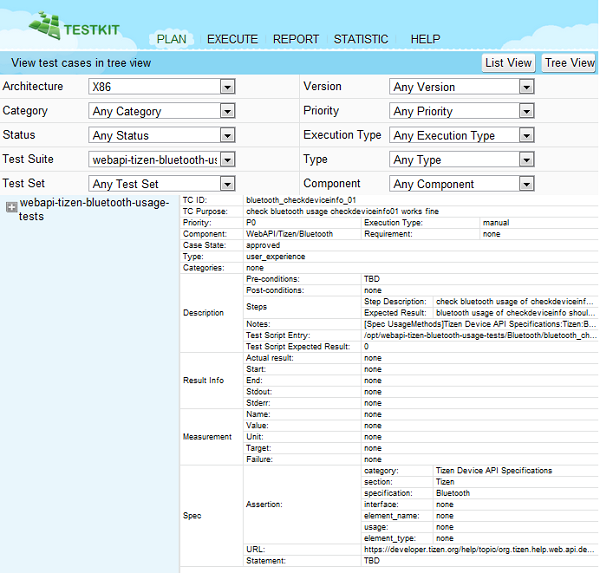 TESTKIT
PLAN EXECUTE REPORT STATISTIC HELP
View test cases in tree view List View Tree View
Architecture X86 Version Any Version
Category Any Category Priority Any Priority
Status Any Status Execution Type Any Execution Type
Test Suite webapi-tizen-bluetooth-us Type Any Type
Test Set Any Test Set Component Any Component
webapi-tizen-bluetooth-usage-
tests
TC ID: bluetooth_checkdeviceinfo_01
TC Purpose: check bluetooth usage checkdeviceinfo01 works fine
Priority: P0 Execution Type: manual
Component: WebAPI/Tizen/Bluetooth Requirement: none
Case State: approved
Type: user_experience
Categories: none
Description
Pre-conditions: TBD
Post-conditions: none
Steps
Step Description: check bluetooth usage of checkdeviceinf...
Expected Result: bluetooth usage of checkdeviceinfo shoul...
Notes: [Spec UsageMethods]Tizen Device API Specifications:Tizen:B...
Test Script Entry: /opt/webapi-tizen-bluetooth-usage-tests/Bluetooth/bluetooth_ch...
Test Script Expected Result: 0
Result Info
Actual result: none
Start: none
End: none
Stdout: none
Stderr: none
Measurement
Name: none
Value: none
Unit: none
Target: none
Failure: none
Spec
Assertion:
category: Tizen Device API Specifications
section: Tizen
specification: Bluetooth
interface: none
element_name: none
usage: none
element_type: none
URL: https://developer.tizen.org/help/topic/org.tizen.help.web.api.de...
Statement: TBD